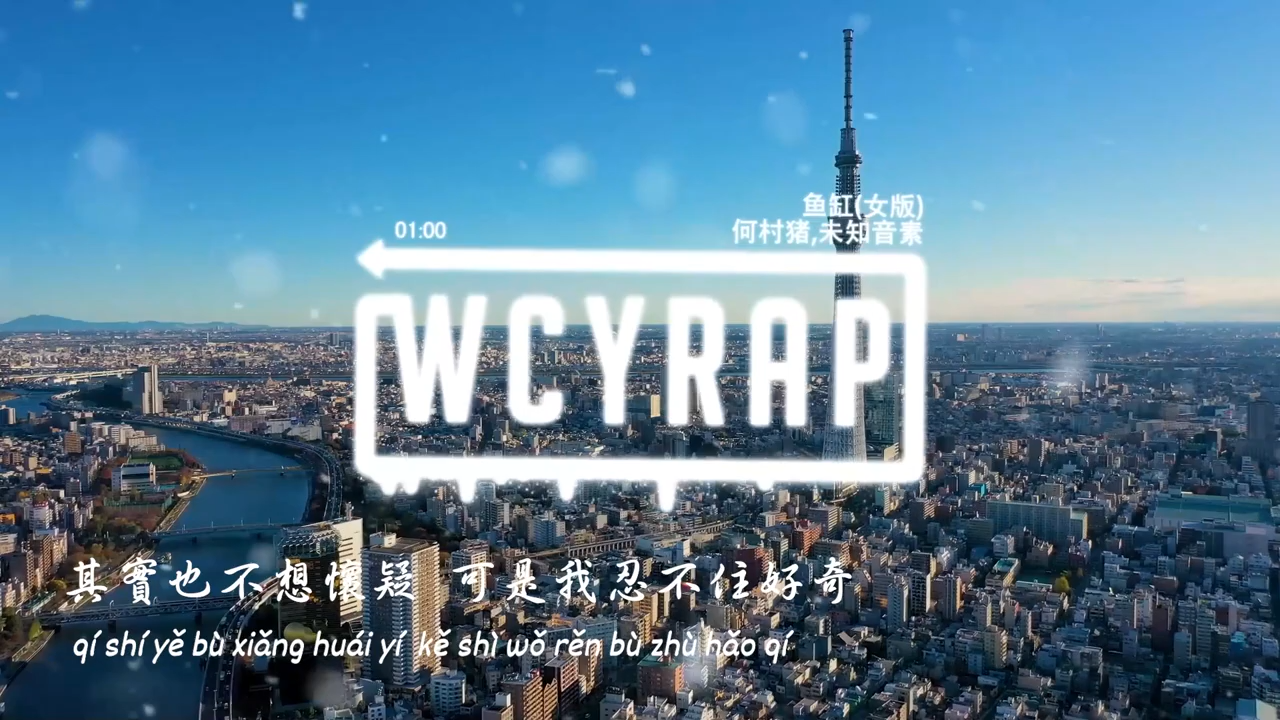 鱼缸(女版)
01:00
何村猪,未知音素
WCYRAP
其實也不想懷疑 可是我忍不住好奇
qí shí yě bù xiǎng huái yí kě shì wǒ rěn bù zhù hǎo qí